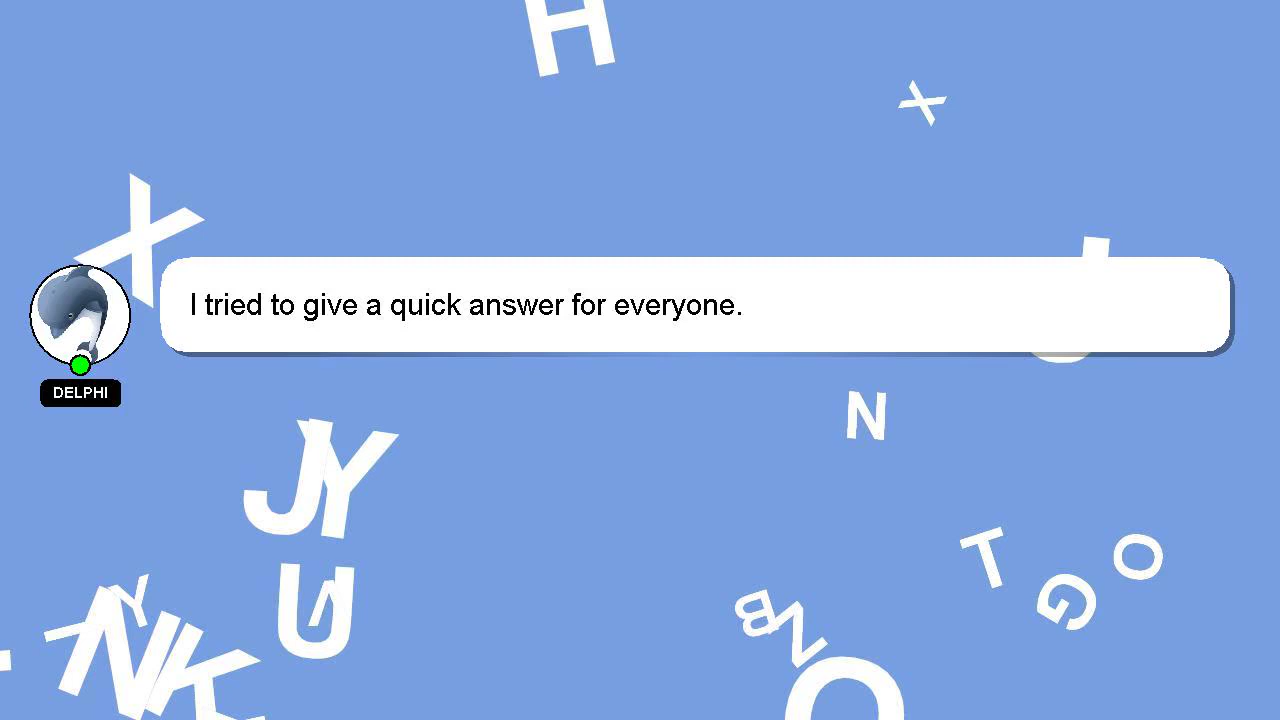 H
X
X
I tried to give a quick answer for everyone.
DELPHI
N
J Y
T
O
U
G
B
N
Y
N
K
O